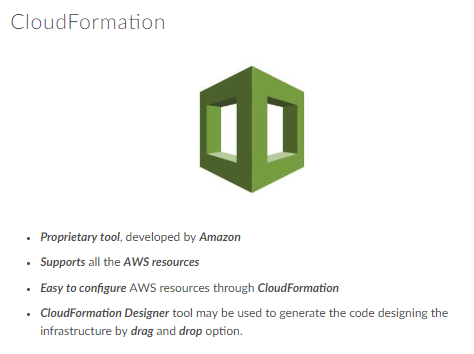 CloudFormation
• Proprietary tool, developed by Amazon
• Supports all the AWS resources
• Easy to configure AWS resources through CloudFormation
• CloudFormation Designer tool may be used to generate the code designing the
infrastructure by drag and drop option.